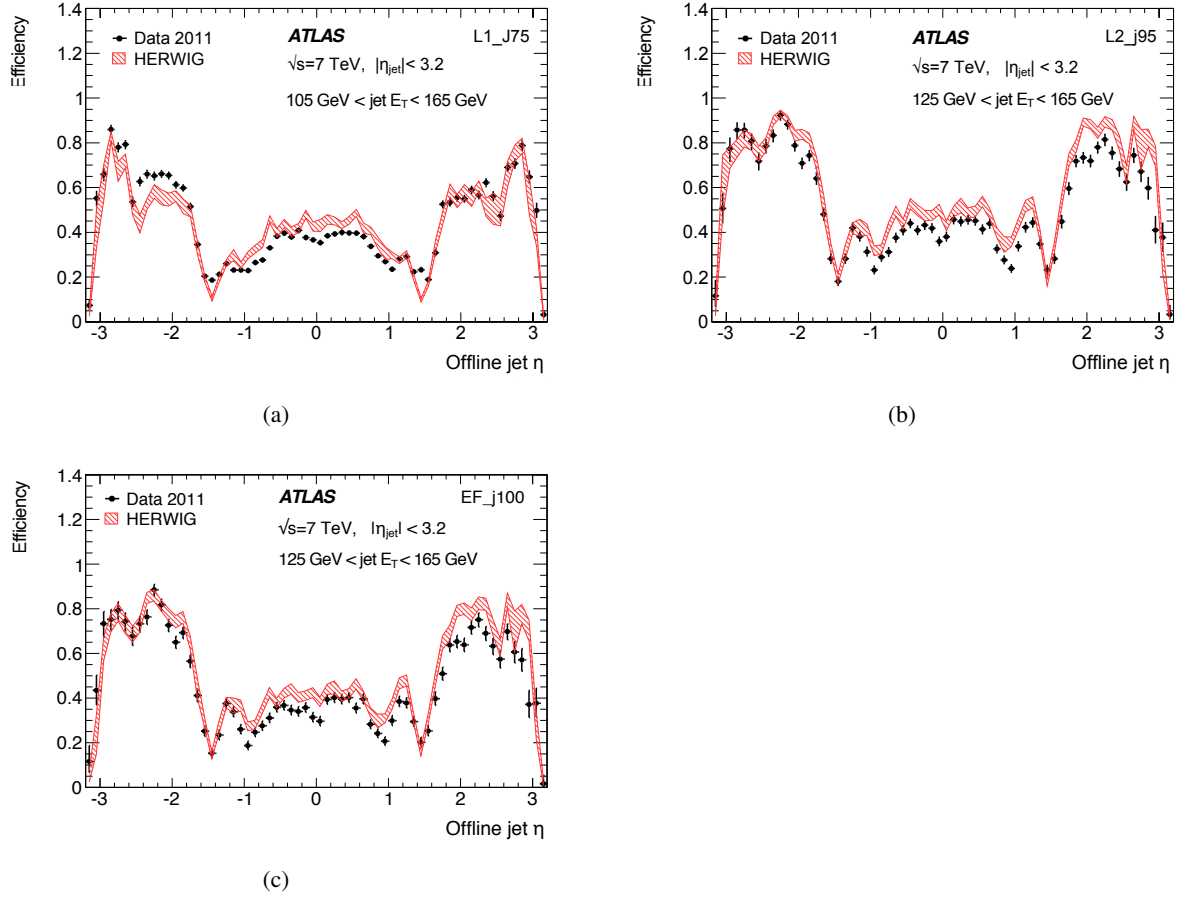 1.4
1.2
1
0.8
0.6
0.4
0.2
0
Efficiency
Data 2011
HERWIG
ATLAS
L1_J75
√s=7 TeV, |η_jet| < 3.2
105 GeV < jet E_T < 165 GeV
-3 -2 -1 0 1 2 3
Offline jet η
(a)
1.4
1.2
1
0.8
0.6
0.4
0.2
0
Efficiency
Data 2011
HERWIG
ATLAS
L2_j95
√s=7 TeV, |η_jet| < 3.2
125 GeV < jet E_T < 165 GeV
-3 -2 -1 0 1 2 3
Offline jet η
(b)
1.4
1.2
1
0.8
0.6
0.4
0.2
0
Efficiency
Data 2011
HERWIG
ATLAS
EF_j100
√s=7 TeV, |η_jet| < 3.2
125 GeV < jet E_T < 165 GeV
-3 -2 -1 0 1 2 3
Offline jet η
(c)